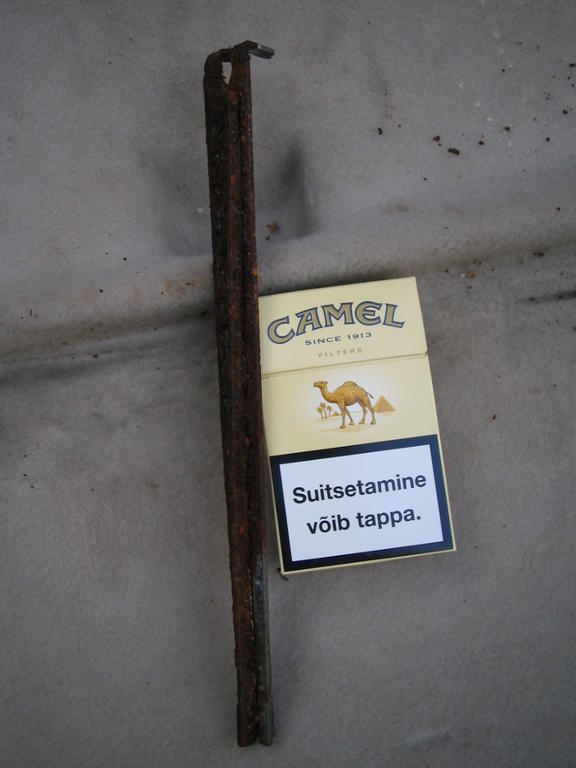 CAMEL
SINCE 1913
FILTERS
Suitsetamine
võib tappa.